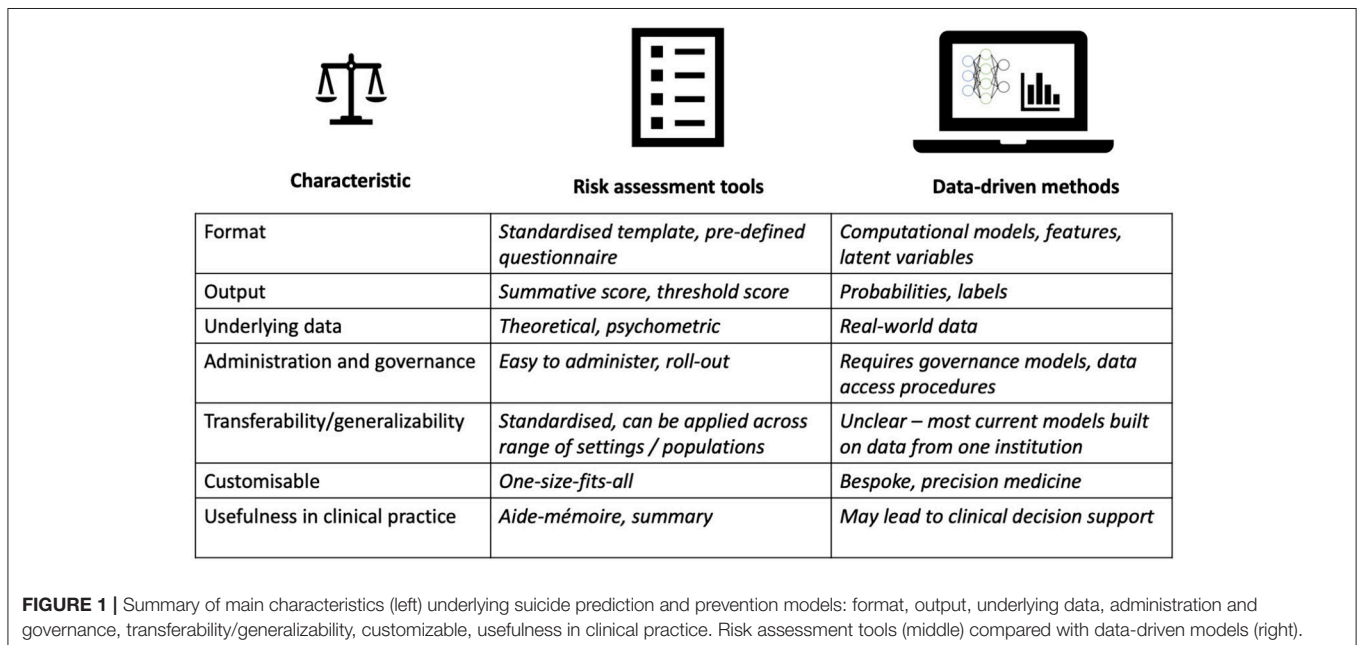 Characteristic
Risk assessment tools
Data-driven methods
Format
Standardised template, pre-defined
questionnaire
Computational models, features,
latent variables
Output
Summative score, threshold score
Probabilities, labels
Underlying data
Theoretical, psychometric
Real-world data
Administration and governance
Easy to administer, roll-out
Requires governance models, data
access procedures
Transferability/generalizability
Standardised, can be applied across
range of settings / populations
Unclear – most current models built
on data from one institution
Customisable
One-size-fits-all
Bespoke, precision medicine
Usefulness in clinical practice
Aide-mémoire, summary
May lead to clinical decision support
FIGURE 1 | Summary of main characteristics (left) underlying suicide prediction and prevention models: format, output, underlying data, administration and
governance, transferability/generalizability, customizable, usefulness in clinical practice. Risk assessment tools (middle) compared with data-driven models (right).